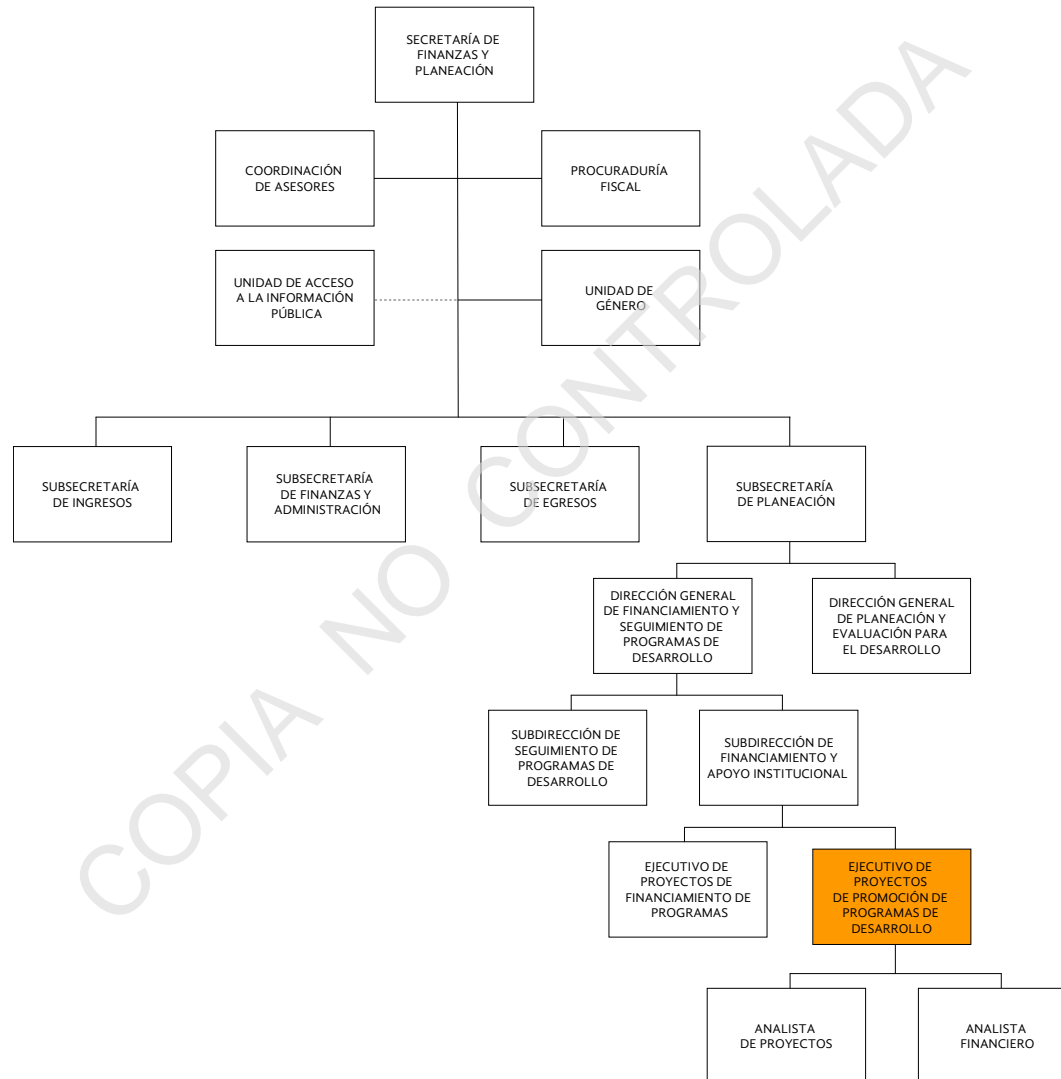 SECRETARÍA DE
FINANZAS Y
PLANEACIÓN
COORDINACIÓN
DE ASESORES
PROCURADURÍA
FISCAL
UNIDAD DE ACCESO
A LA INFORMACIÓN
PÚBLICA
UNIDAD DE
GÉNERO
SUBSECRETARÍA
DE INGRESOS
SUBSECRETARÍA
DE FINANZAS Y
ADMINISTRACIÓN
SUBSECRETARÍA
DE EGRESOS
SUBSECRETARÍA
DE PLANEACIÓN
DIRECCIÓN GENERAL
DE FINANCIAMIENTO Y
SEGUIMIENTO DE
PROGRAMAS DE
DESARROLLO
DIRECCIÓN GENERAL
DE PLANEACIÓN Y
EVALUACIÓN PARA
EL DESARROLLO
SUBDIRECCIÓN DE
SEGUIMIENTO DE
PROGRAMAS DE
DESARROLLO
SUBDIRECCIÓN DE
FINANCIAMIENTO Y
APOYO INSTITUCIONAL
EJECUTIVO DE
PROYECTOS DE
FINANCIAMIENTO DE
PROGRAMAS
EJECUTIVO DE
PROYECTOS
DE PROMOCIÓN DE
PROGRAMAS DE
DESARROLLO
ANALISTA
DE PROYECTOS
ANALISTA
FINANCIERO
COPIA NO CONTROLADA